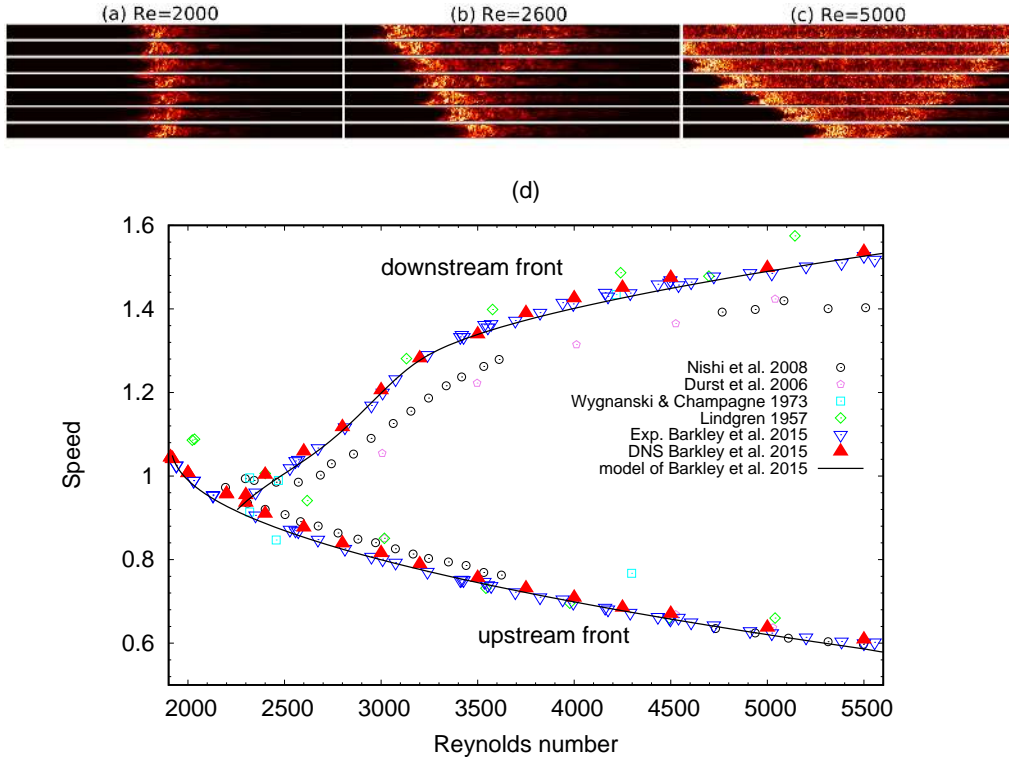 (a) Re=2000
(b) Re=2600
(c) Re=5000
(d)
1.6
1.4
1.2
1
0.8
0.6
Speed
downstream front
upstream front
Nishi et al. 2008
Durst et al. 2006
Wygnanski & Champagne 1973
Lindgren 1957
Exp. Barkley et al. 2015
DNS Barkley et al. 2015
model of Barkley et al. 2015
2000 2500 3000 3500 4000 4500 5000 5500
Reynolds number